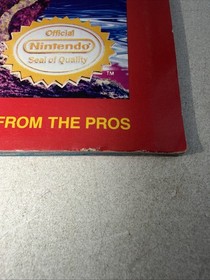 Official
Nintendo
Seal of Quality
TM
FROM THE PROS